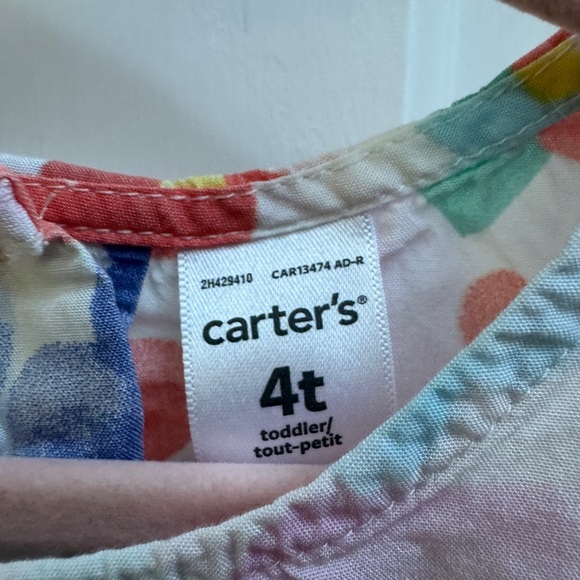 2H429410 CAR13474 AD-R
carter's®
4t
toddler/
tout-petit